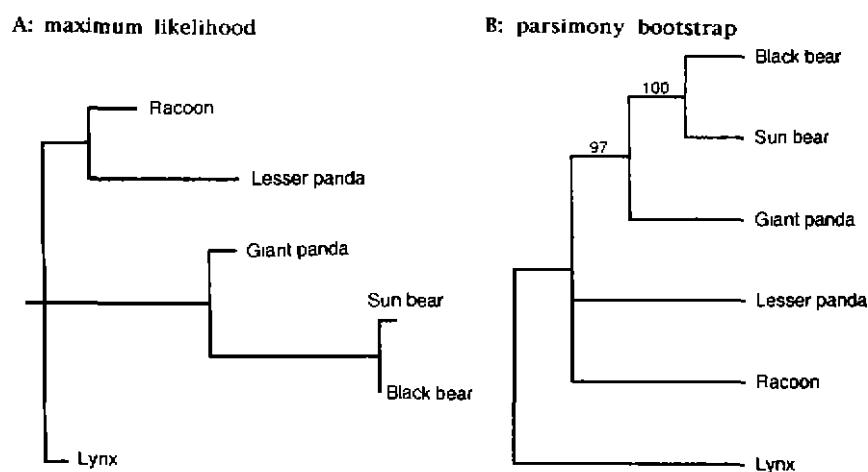 A: maximum likelihood
Racoon
Lesser panda
Giant panda
Sun bear
Black bear
Lynx
B: parsimony bootstrap
Black bear
100
Sun bear
97
Giant panda
Lesser panda
Racoon
Lynx